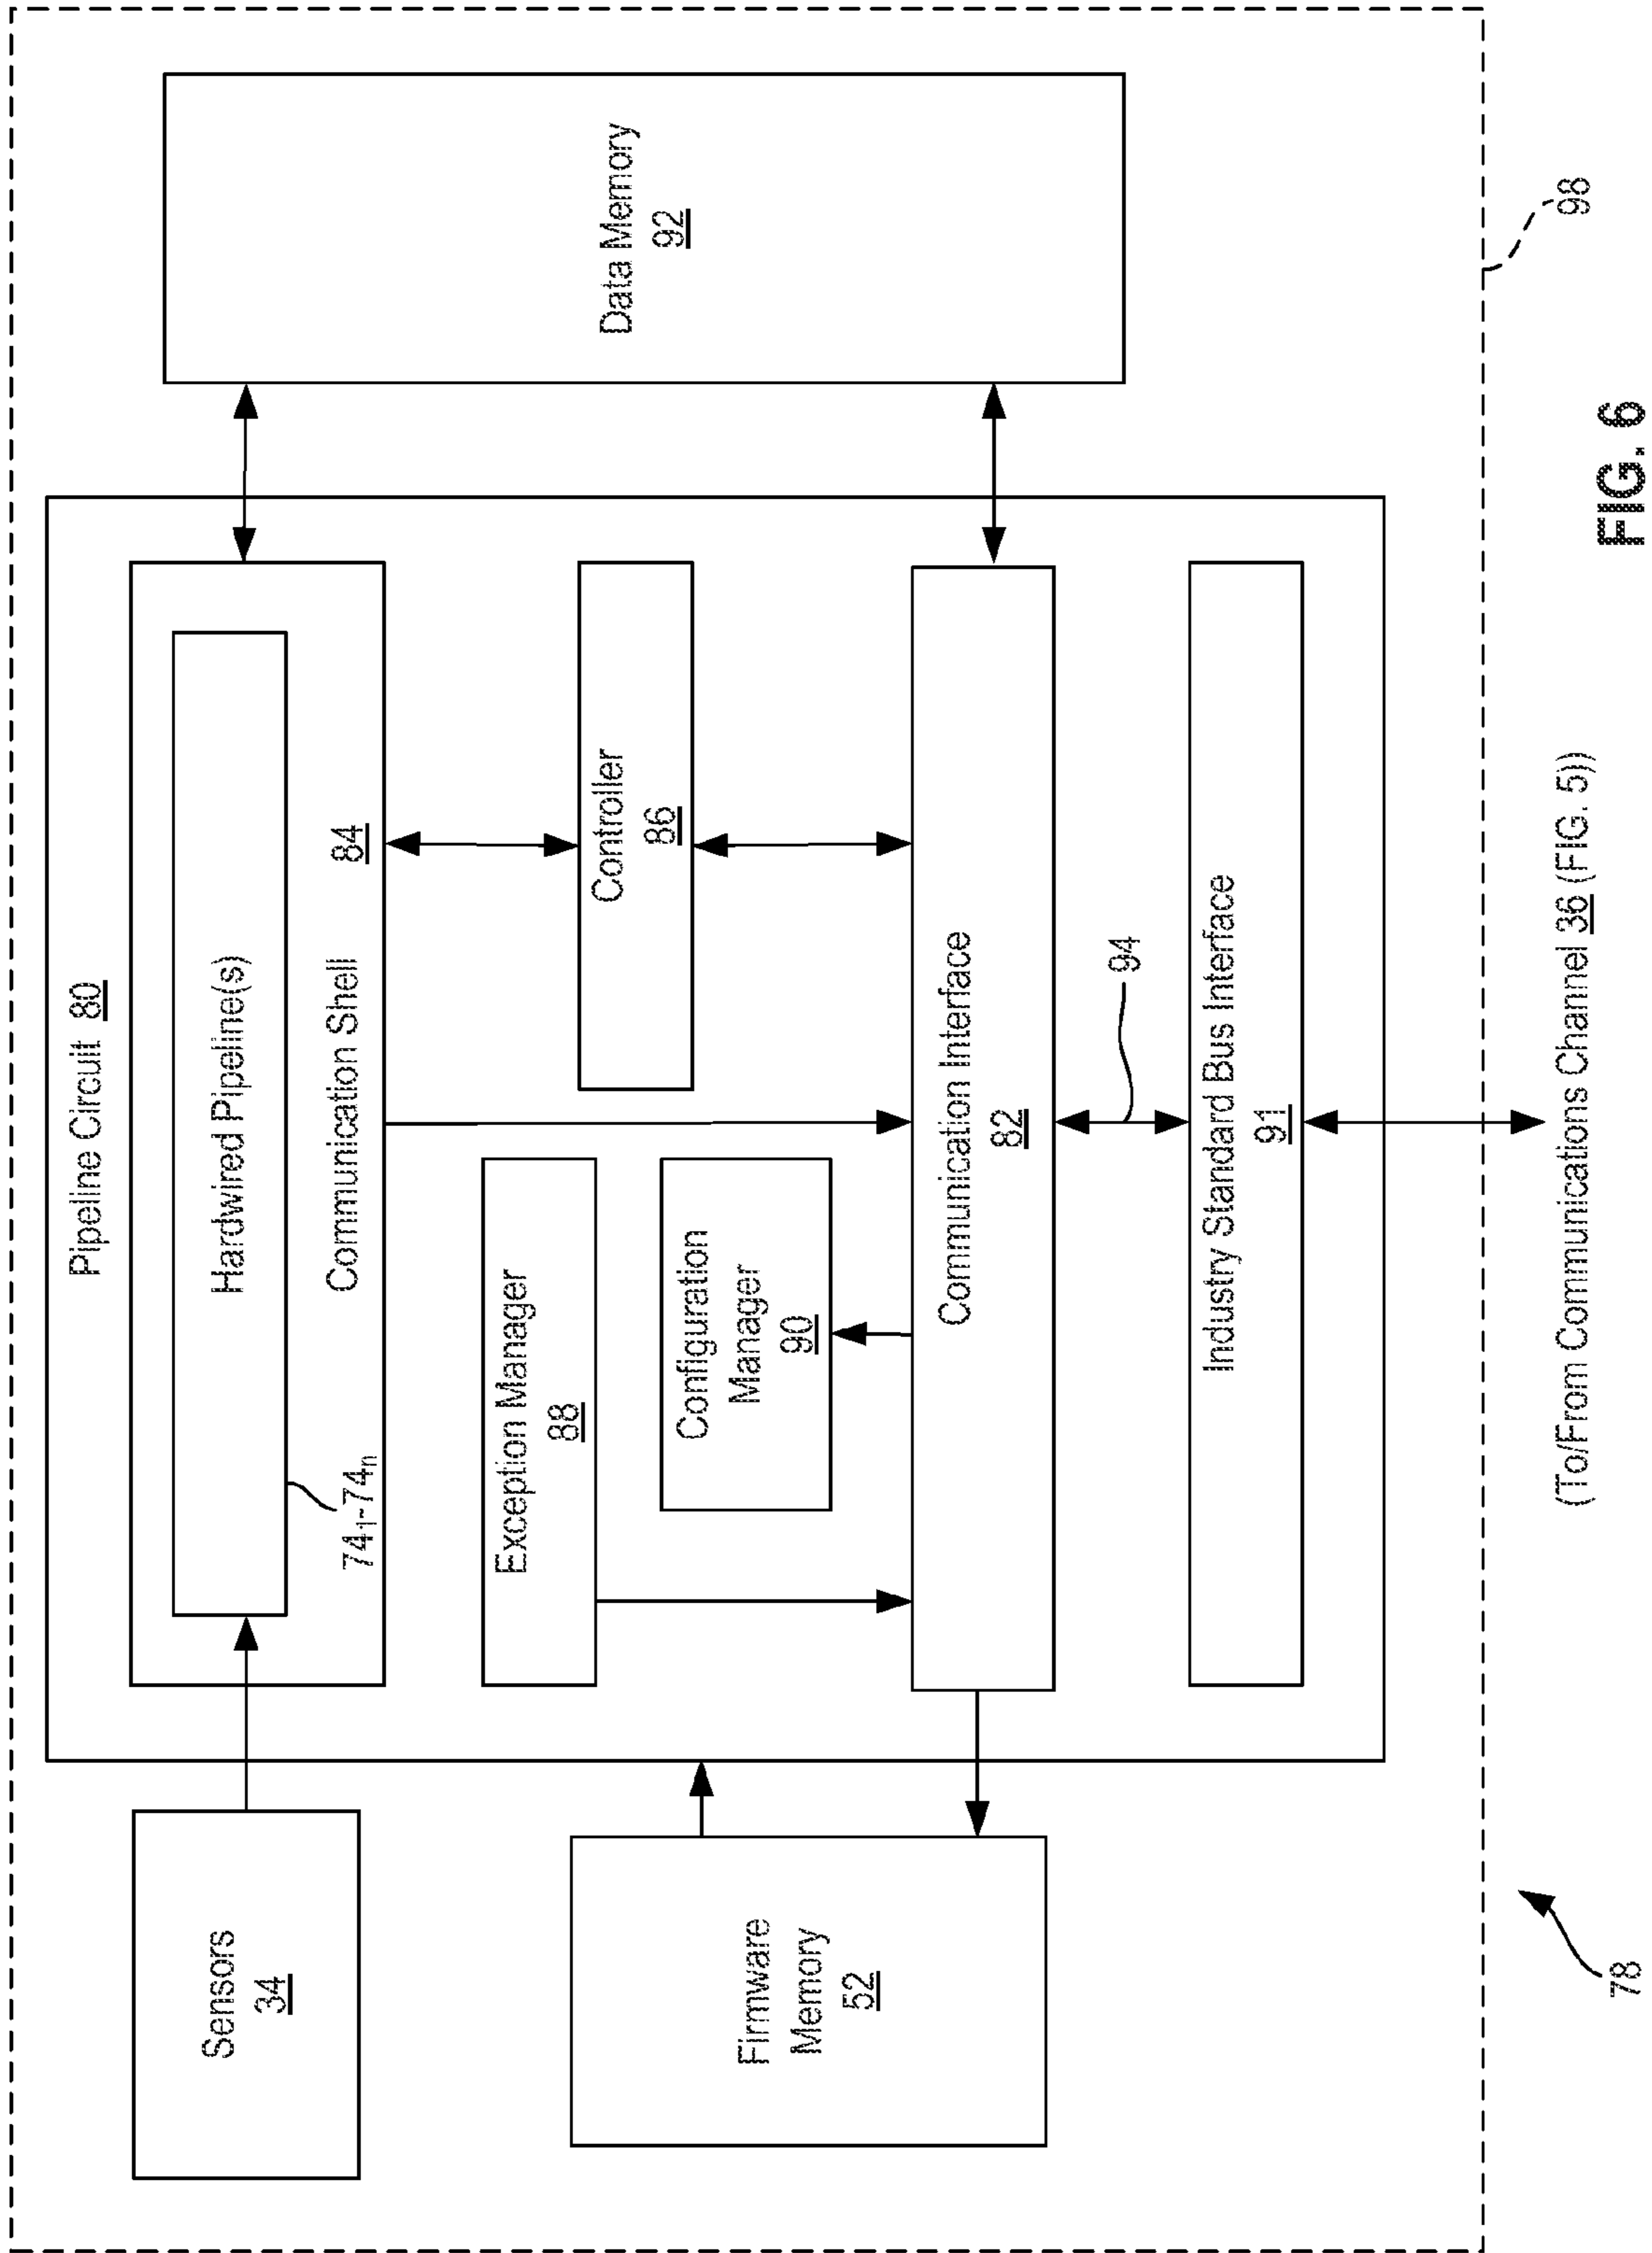 Pipeline Circuit 80
Hardwired Pipeline(s)
74₁-74ₙ
Communication Shell
84
Sensors
34
Exception Manager
88
Controller
86
Configuration
Manager
90
Firmware
Memory
52
Data Memory
92
Communication Interface
82
94
Industry Standard Bus Interface
91
98
(To/From Communications Channel 36 (FIG. 5))
78
FIG. 6